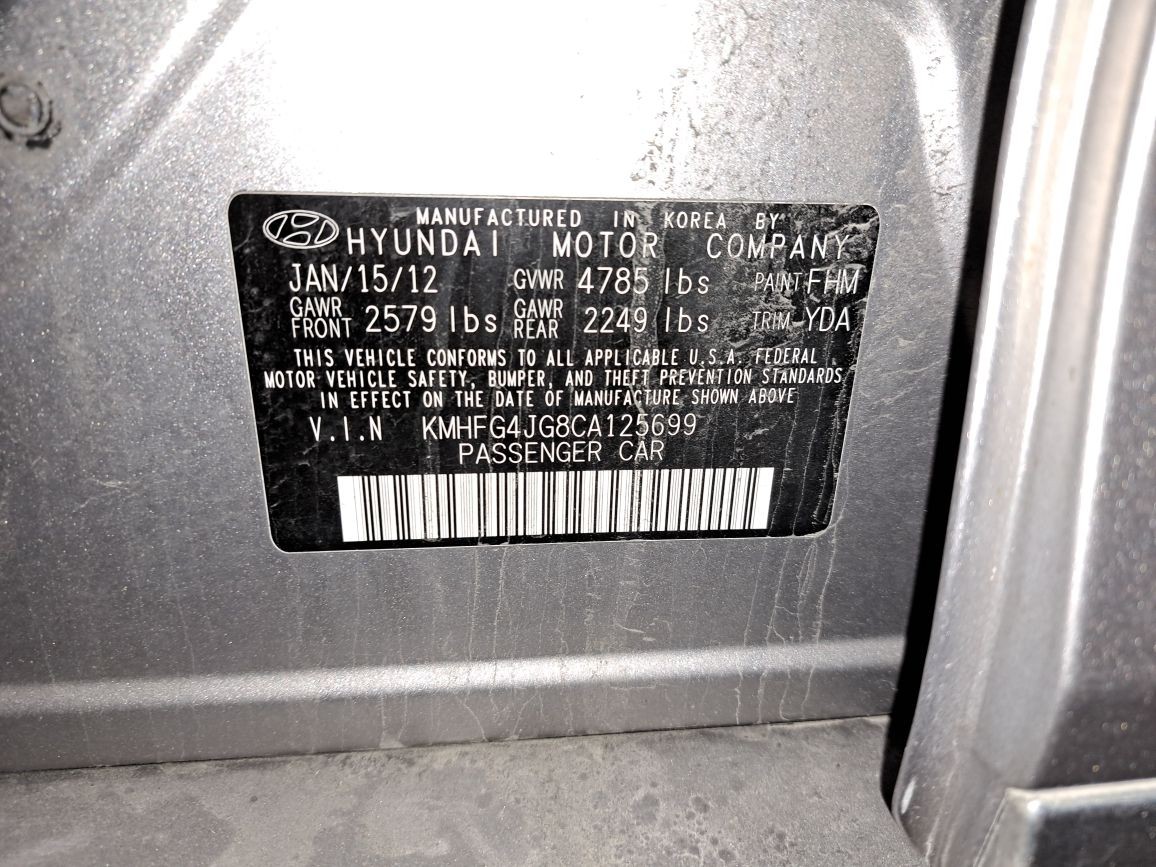 MANUFACTURED IN KOREA BY
HYUNDAI MOTOR COMPANY
JAN/15/12 GVWR 4785 lbs PAINT FHM
GAWR FRONT 2579 lbs GAWR REAR 2249 lbs TRIM YDA
THIS VEHICLE CONFORMS TO ALL APPLICABLE U.S.A. FEDERAL
MOTOR VEHICLE SAFETY, BUMPER, AND THEFT PREVENTION STANDARDS
IN EFFECT ON THE DATE OF MANUFACTURE SHOWN ABOVE
V.I.N KMHFG4JG8CA125699
PASSENGER CAR